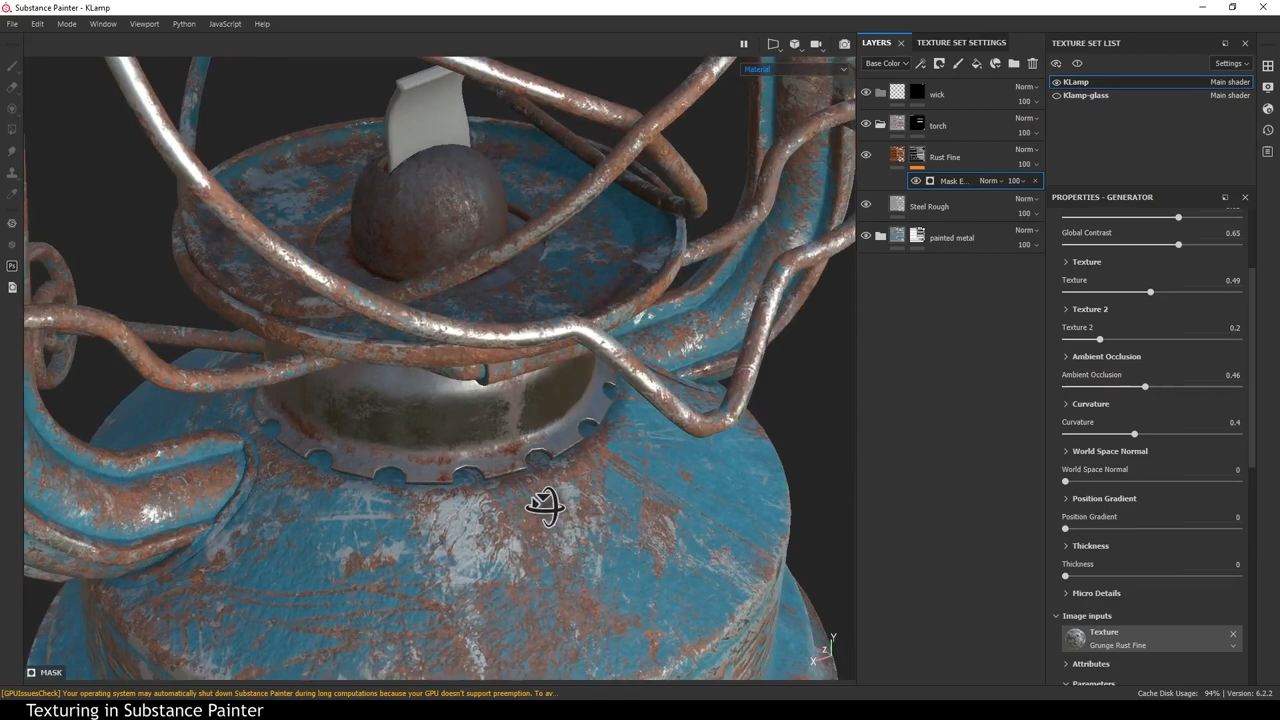 Substance Painter - KLamp
File Edit Mode Window Viewport Python JavaScript Help
Material
LAYERS TEXTURE SET SETTINGS
Base Color
wick Norm 100
torch Norm 100
Rust Fine Norm 100
Mask E... Norm 100
Steel Rough Norm 100
painted metal Norm 100
TEXTURE SET LIST
Settings
KLamp Main shader
Klamp-glass Main shader
PROPERTIES - GENERATOR
Global Contrast 0.65
Texture
Texture 0.49
Texture 2
Texture 2 0.2
Ambient Occlusion
Ambient Occlusion 0.46
Curvature
Curvature 0.4
World Space Normal
World Space Normal 0
Position Gradient
Position Gradient 0
Thickness
Thickness 0
Micro Details
Image inputs
Texture
Grunge Rust Fine
Attributes
Parameters
Ps
Y
Z
X
MASK
[GPUIssuesCheck] Your operating system may automatically shut down Substance Painter during long computations because your GPU doesn't support preemption. To av...
Cache Disk Usage: 94% | Version: 6.2.2
Texturing in Substance Painter